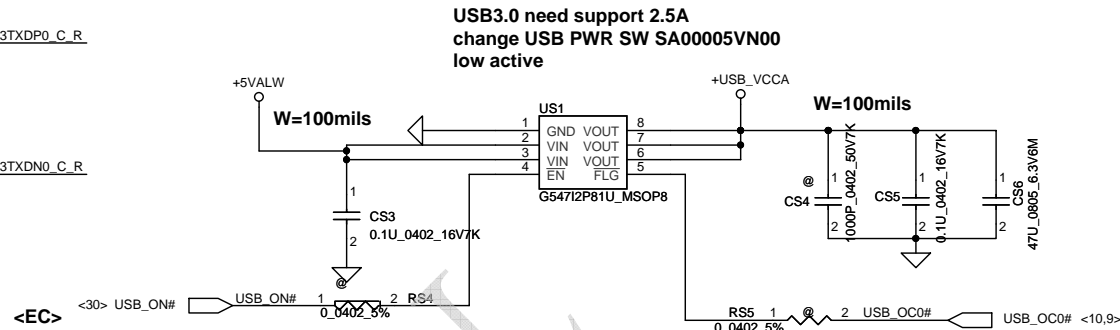 USB3.0 need support 2.5A
change USB PWR SW SA00005VN00
low active
3TXDP0_C_R
+5VALW
+USB_VCCA
W=100mils
W=100mils
US1
1 GND VOUT 8
2 VIN VOUT 7
3 VIN VOUT 6
4 EN FLG 5
G547I2P81U_MSOP8
3TXDN0_C_R
1
CS3
2
0.1U_0402_16V7K
@
1
CS4
2
1000P_0402_50V7K
1
CS5
2
0.1U_0402_16V7K
1
CS6
2
47U_0805_6.3V6M
<EC>
<30> USB_ON#
USB_ON#
1
@
2
RS4
0_0402_5%
RS5
1
@
2
0_0402_5%
USB_OC0#
USB_OC0# <10,9>